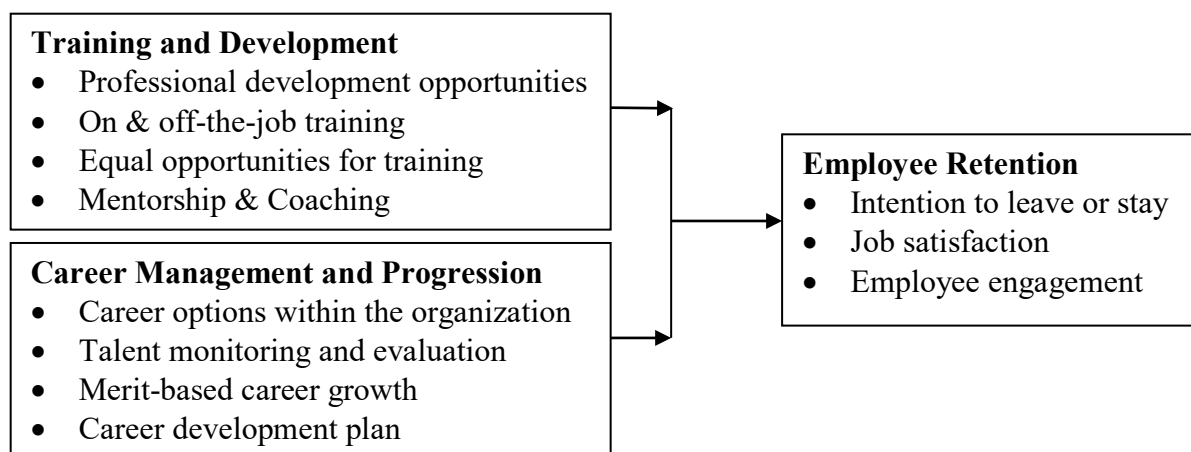 Training and Development
• Professional development opportunities
• On & off-the-job training
• Equal opportunities for training
• Mentorship & Coaching
Career Management and Progression
• Career options within the organization
• Talent monitoring and evaluation
• Merit-based career growth
• Career development plan
Employee Retention
• Intention to leave or stay
• Job satisfaction
• Employee engagement